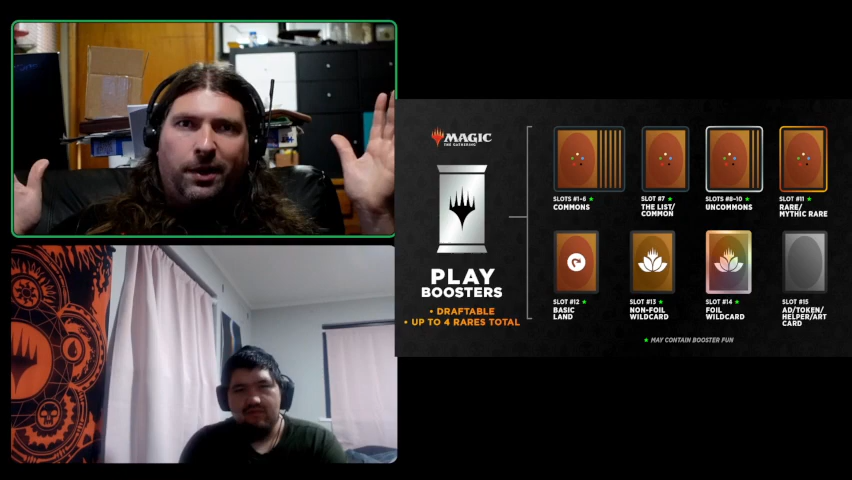 MAGIC
THE GATHERING
PLAY
BOOSTERS
• DRAFTABLE
• UP TO 4 RARES TOTAL
SLOTS #1-6 ★
COMMONS
SLOT #7 ★
THE LIST/
COMMON
SLOTS #8-10 ★
UNCOMMONS
SLOT #11 ★
RARE/
MYTHIC RARE
SLOT #12 ★
BASIC
LAND
SLOT #13 ★
NON-FOIL
WILDCARD
SLOT #14 ★
FOIL
WILDCARD
SLOT #15
AD/TOKEN/
HELPER/ART
CARD
★ MAY CONTAIN BOOSTER FUN